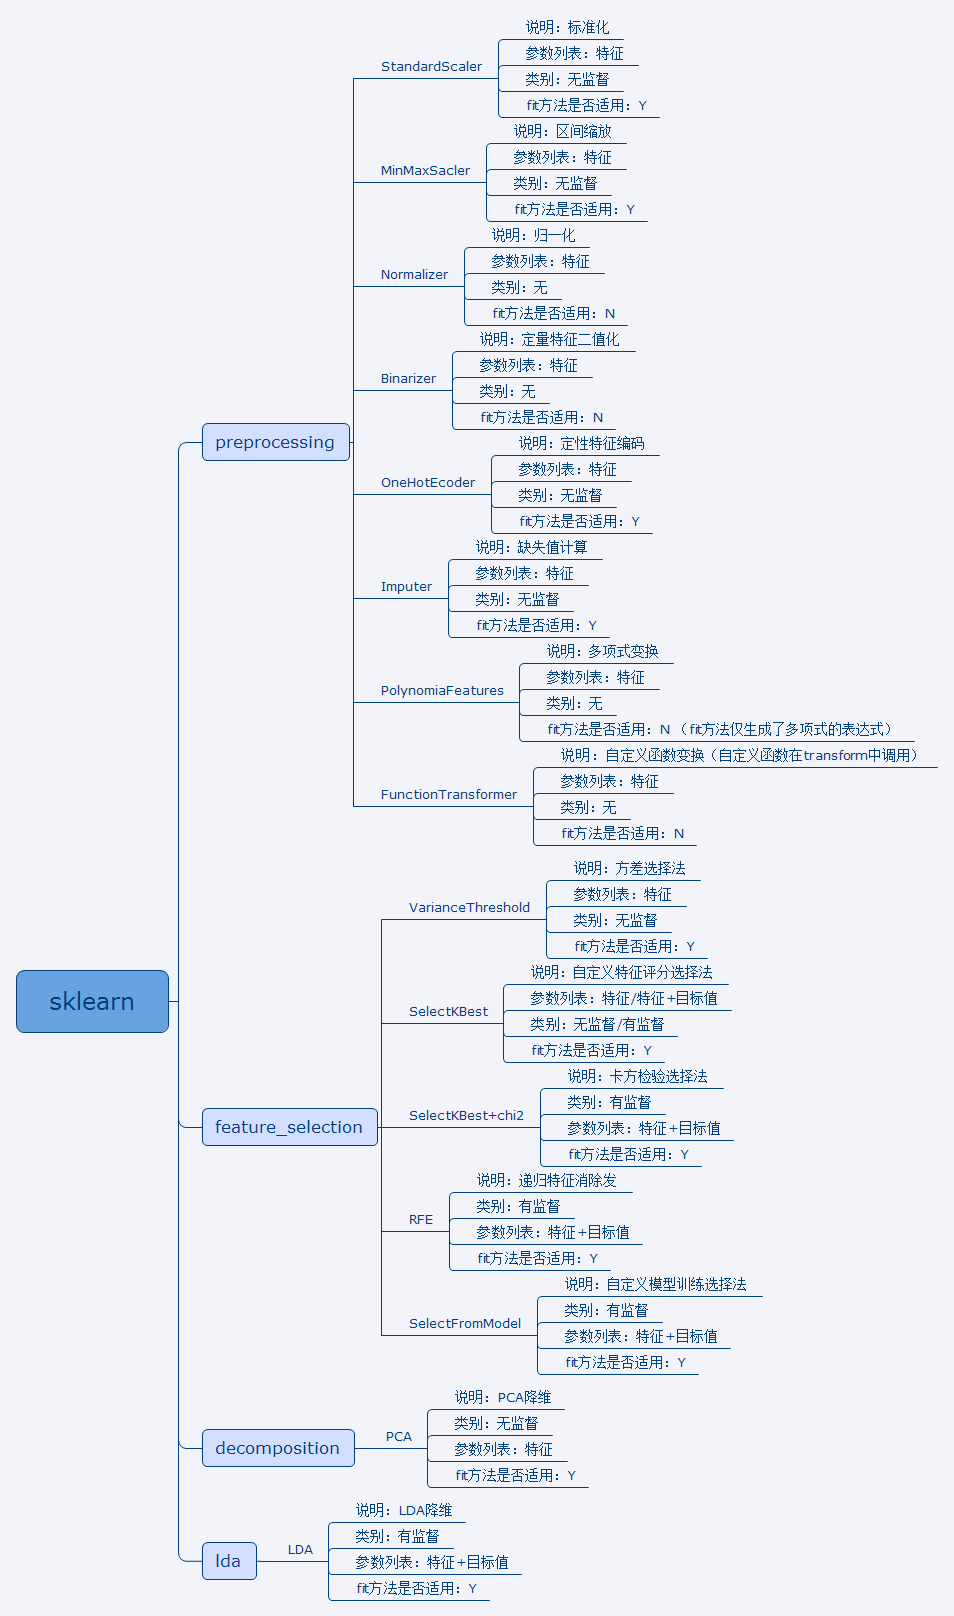 sklearn
preprocessing
StandardScaler
说明：标准化
参数列表：特征
类别：无监督
fit方法是否适用：Y
MinMaxSacler
说明：区间缩放
参数列表：特征
类别：无监督
fit方法是否适用：Y
Normalizer
说明：归一化
参数列表：特征
类别：无
fit方法是否适用：N
Binarizer
说明：定量特征二值化
参数列表：特征
类别：无
fit方法是否适用：N
OneHotEcoder
说明：定性特征编码
参数列表：特征
类别：无监督
fit方法是否适用：Y
Imputer
说明：缺失值计算
参数列表：特征
类别：无监督
fit方法是否适用：Y
PolynomiaFeatures
说明：多项式变换
参数列表：特征
类别：无
fit方法是否适用：N（fit方法仅生成了多项式的表达式）
FunctionTransformer
说明：自定义函数变换（自定义函数在transform中调用）
参数列表：特征
类别：无
fit方法是否适用：N
feature_selection
VarianceThreshold
说明：方差选择法
参数列表：特征
类别：无监督
fit方法是否适用：Y
SelectKBest
说明：自定义特征评分选择法
参数列表：特征/特征+目标值
类别：无监督/有监督
fit方法是否适用：Y
SelectKBest+chi2
说明：卡方检验选择法
类别：有监督
参数列表：特征+目标值
fit方法是否适用：Y
RFE
说明：递归特征消除发
类别：有监督
参数列表：特征+目标值
fit方法是否适用：Y
SelectFromModel
说明：自定义模型训练选择法
类别：有监督
参数列表：特征+目标值
fit方法是否适用：Y
decomposition
PCA
说明：PCA降维
类别：无监督
参数列表：特征
fit方法是否适用：Y
lda
LDA
说明：LDA降维
类别：有监督
参数列表：特征+目标值
fit方法是否适用：Y